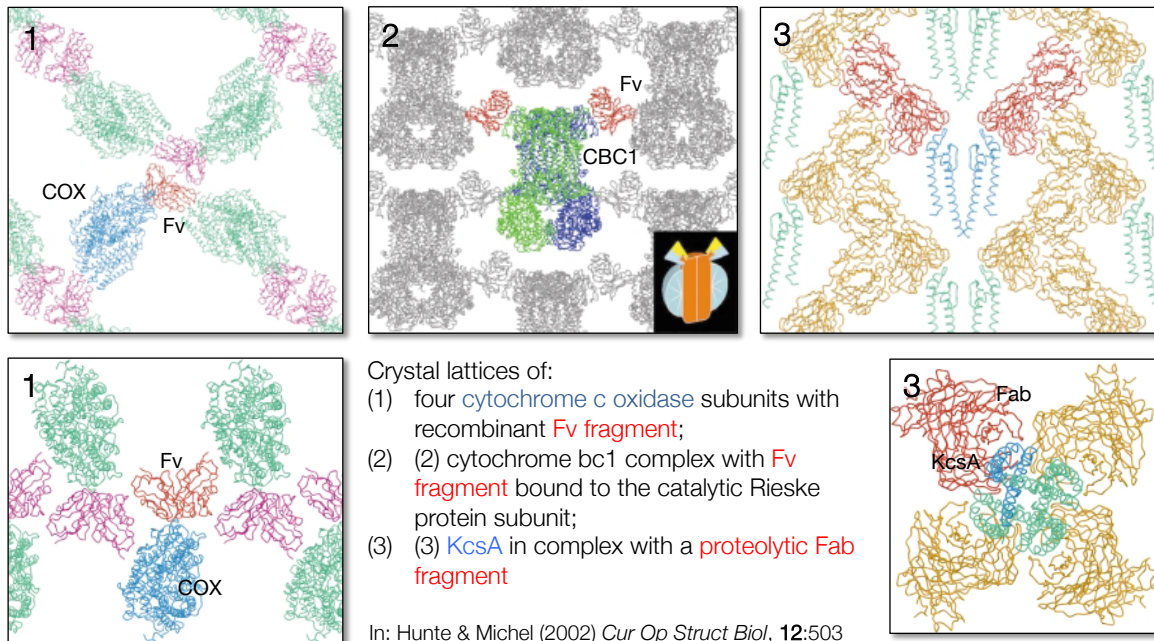 1
COX
Fv
2
Fv
CBC1
3
1
Fv
COX
Crystal lattices of:
(1) four cytochrome c oxidase subunits with
recombinant Fv fragment;
(2) (2) cytochrome bc1 complex with Fv
fragment bound to the catalytic Rieske
protein subunit;
(3) (3) KcsA in complex with a proteolytic Fab
fragment
In: Hunte & Michel (2002) Cur Op Struct Biol, 12:503
3
Fab
KcsA